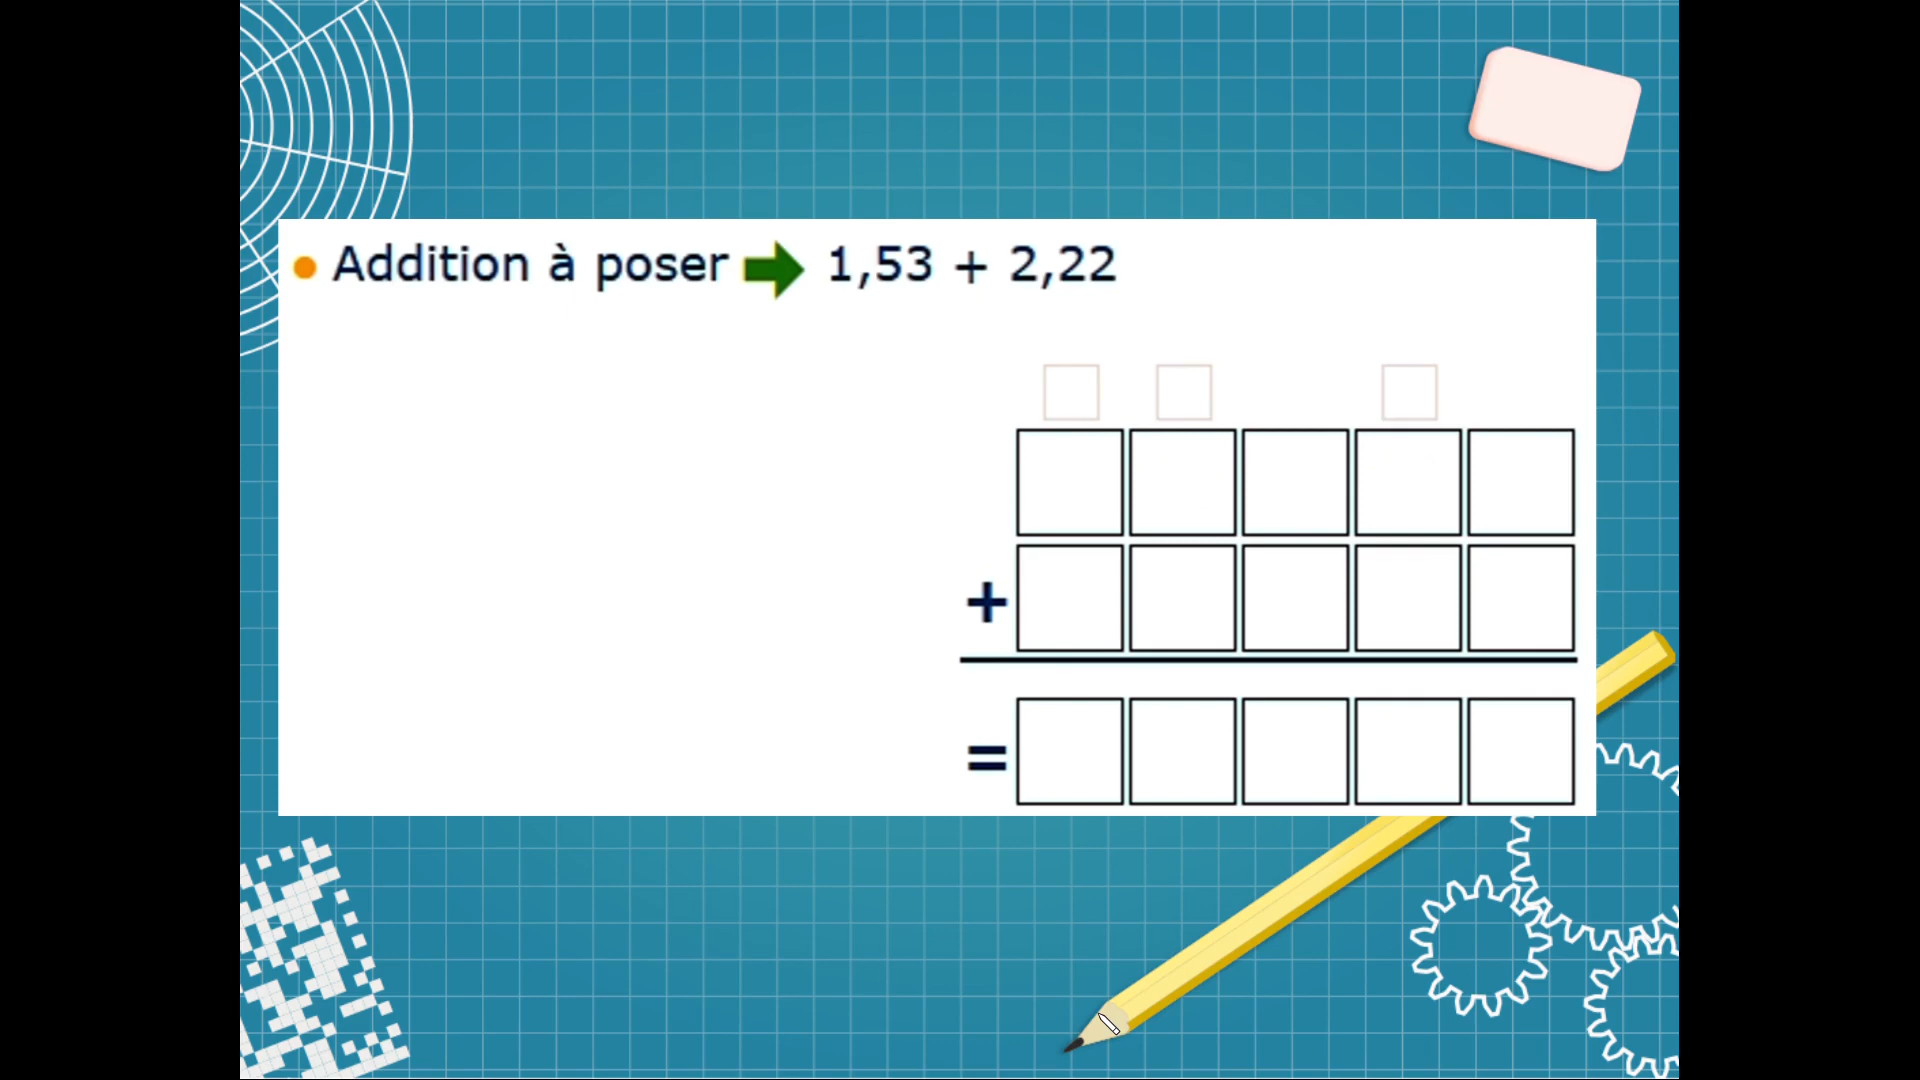 • Addition à poser ➡ 1,53 + 2,22
+
=